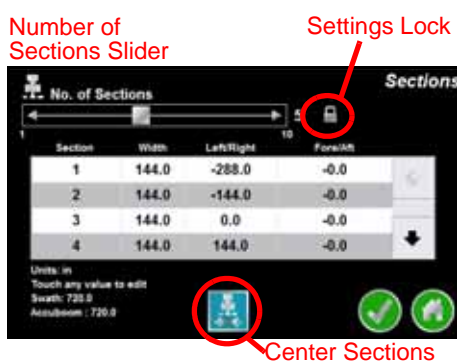 Number of Settings Lock
Sections Slider
Sections
No. of Sections
5
1 10
Section Width Left/Right Fore/Aft
1 144.0 -288.0 -0.0
2 144.0 -144.0 -0.0
3 144.0 0.0 -0.0
4 144.0 144.0 -0.0
Units: in
Touch any value to edit
Swath: 720.0
Accuboom : 720.0
Center Sections